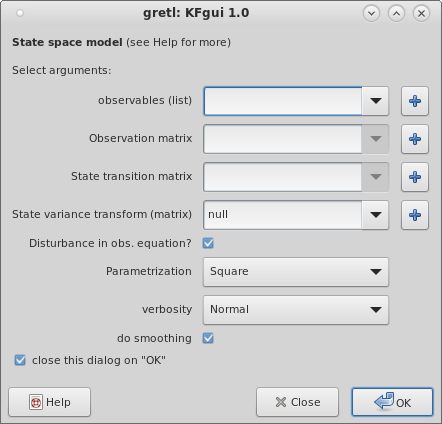 gretl: KFgui 1.0
State space model (see Help for more)
Select arguments:
observables (list)
Observation matrix
State transition matrix
State variance transform (matrix) null
Disturbance in obs. equation?
Parametrization Square
verbosity Normal
do smoothing
close this dialog on "OK"
Help Close OK